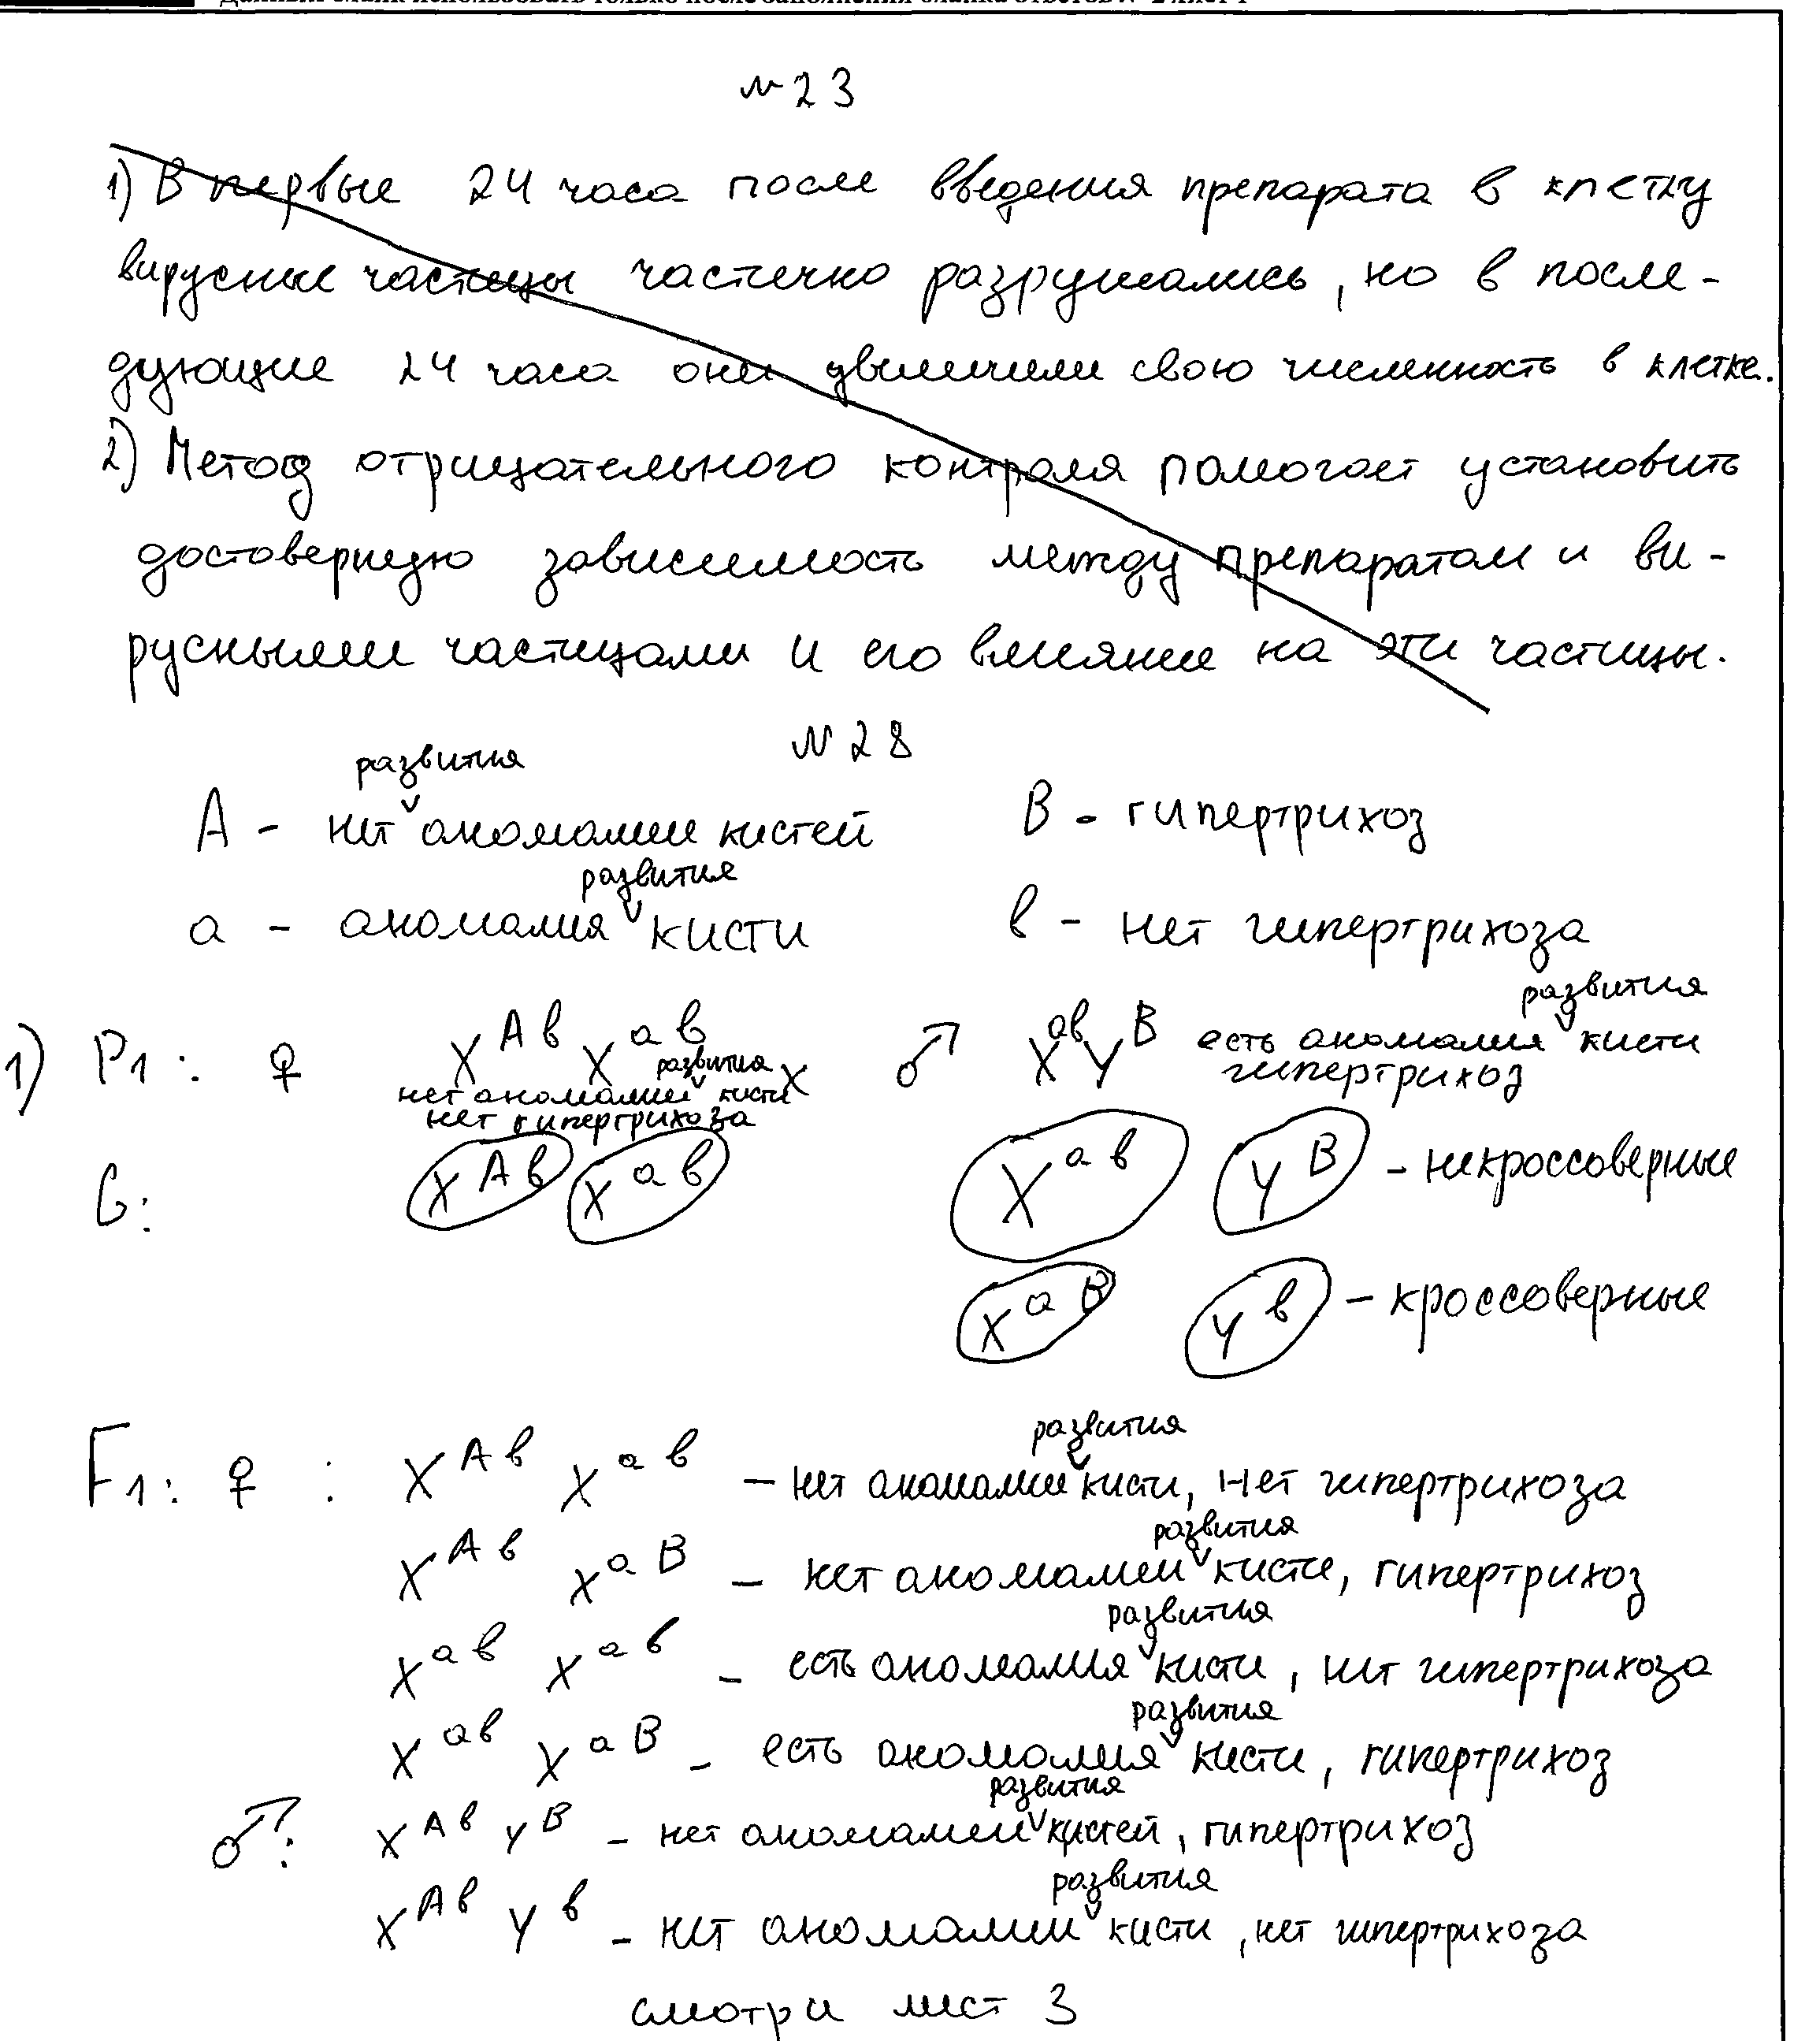 №23
1) В первые 24 часа после введения препарата в клетку
вирусные частицы частично разрушались, но в после-
дующие 24 часа они увеличили свою численность в клетке.
2) Метод отрицательного контроля помогает установить
достоверную зависимость между препаратом и ви-
русными частицами и его влияние на эти частицы.
№28
развития
A - нет ˅ аномалии кистей B - гипертрихоз
развития
a - аномалия ˅ кисти b - нет гипертрихоза
развития
1) P1: ♀ X^Ab X^ab x ♂ X^ab Y^B есть аномалия ˅ кисти
развития
нет аномалии ˅ кисти гипертрихоз
нет гипертрихоза
G: X^Ab X^ab X^ab Y^B - некроссоверные
X^aB Y^b - кроссоверные
развития
F1: ♀ : X^Ab X^ab - нет аномалии ˅ кисти, нет гипертрихоза
развития
X^Ab X^aB - нет аномалии ˅ кисти, гипертрихоз
развития
X^ab X^ab - есть аномалия ˅ кисти, нет гипертрихоза
развития
X^ab X^aB - есть аномалия ˅ кисти, гипертрихоз
развития
♂: X^Ab Y^B - нет аномалии ˅ кистей, гипертрихоз
развития
X^Ab Y^b - нет аномалии ˅ кисти, нет гипертрихоза
смотри лист 3